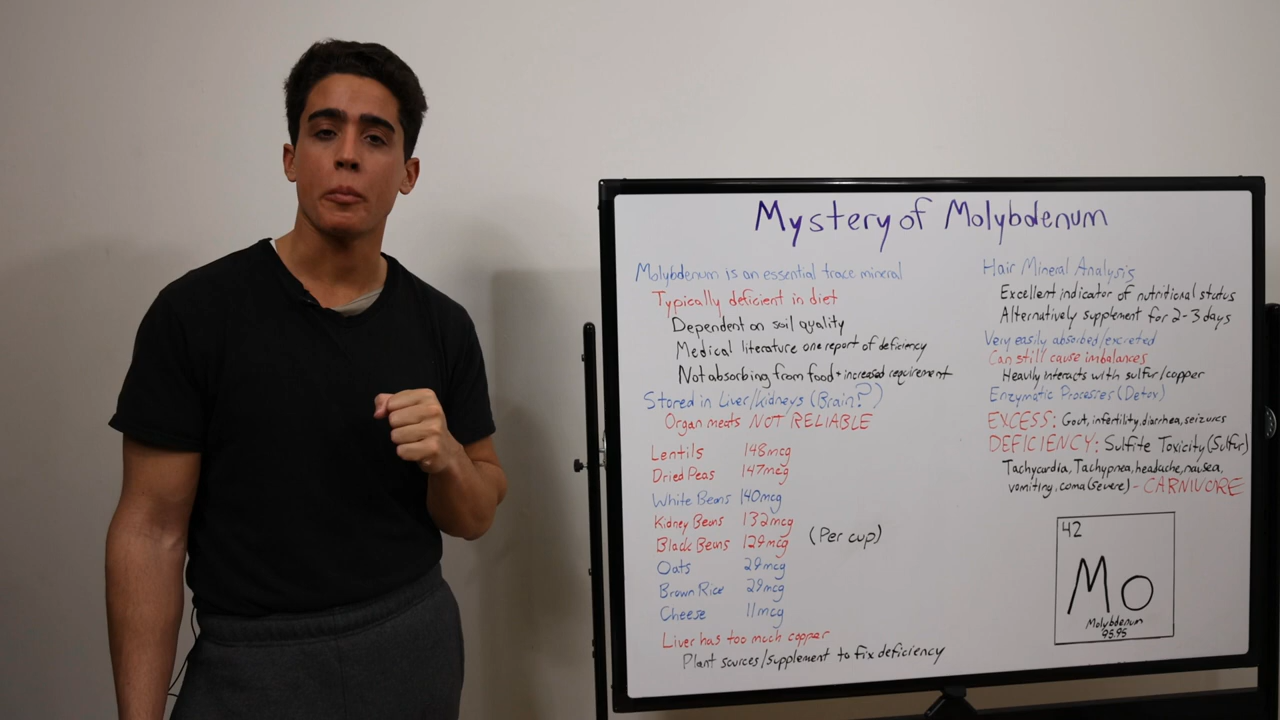 Mystery of Molybdenum
Molybdenum is an essential trace mineral
Typically deficient in diet
Dependent on soil quality
Medical literature one report of deficiency
Not absorbing from food + increased requirement
Stored in Liver/kidneys (Brain?)
Organ meats NOT RELIABLE
Lentils 148mcg
Dried Peas 147mcg
White Beans 140mcg
Kidney Beans 132mcg
Black Beans 129mcg
(Per cup)
Oats 29mcg
Brown Rice 29mcg
Cheese 11mcg
Liver has too much copper
Plant sources/supplement to fix deficiency
Hair Mineral Analysis
Excellent indicator of nutritional status
Alternatively supplement for 2-3 days
Very easily absorbed/excreted
Can still cause imbalances
Heavily interacts with sulfur/copper
Enzymatic Processes (Detox)
EXCESS: Gout, infertility, diarrhea, seizures
DEFICIENCY: Sulfite Toxicity (Sulfur)
Tachycardia, Tachypnea, headache, nausea,
vomiting, coma (severe) - CARNIVORE
42
Mo
Molybdenum
95.95